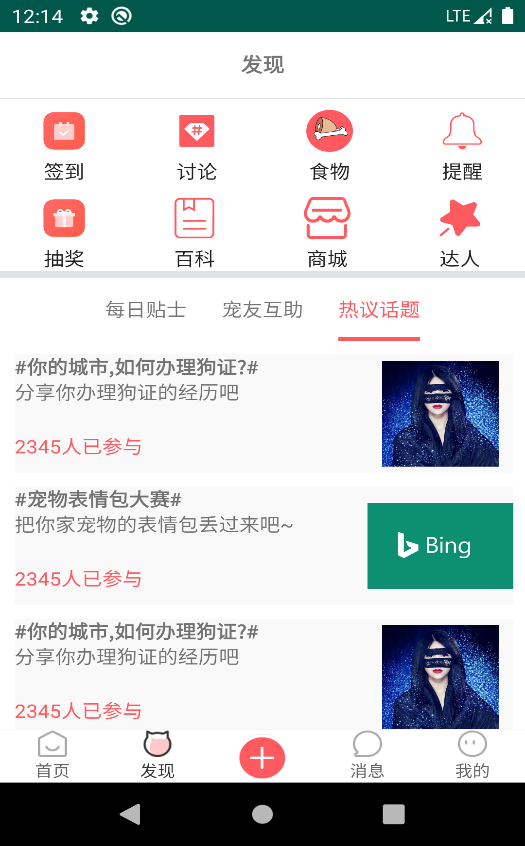 12:14 LTE
发现
签到 讨论 食物 提醒
抽奖 百科 商城 达人
每日贴士 宠友互助 热议话题
#你的城市,如何办理狗证?#
分享你办理狗证的经历吧
2345人已参与
#宠物表情包大赛#
把你家宠物的表情包丢过来吧~
Bing
2345人已参与
#你的城市,如何办理狗证?#
分享你办理狗证的经历吧
2345人已参与
首页 发现 消息 我的